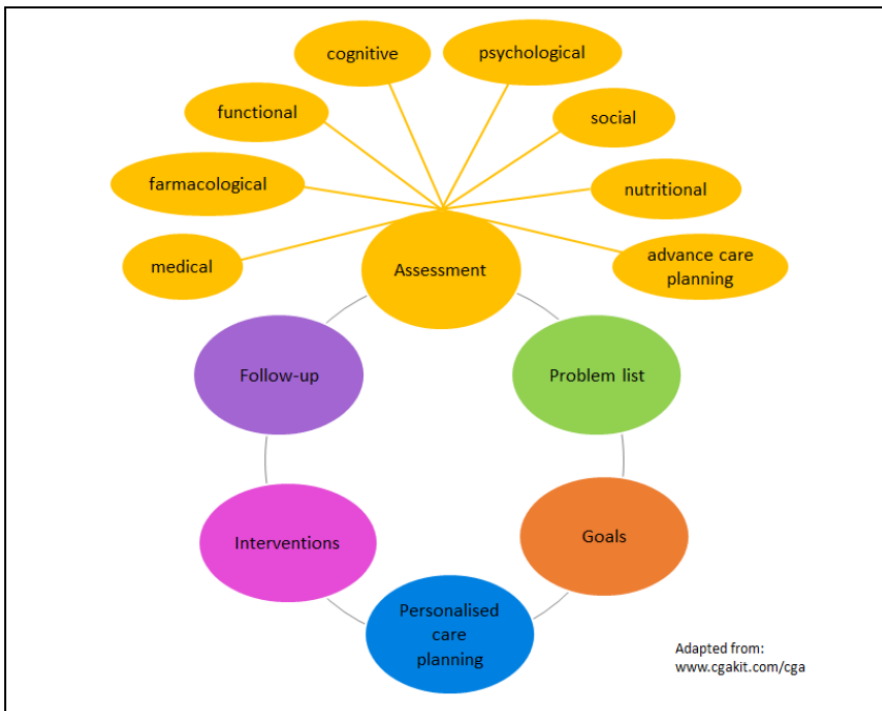 cognitive
psychological
functional
social
farmacological
nutritional
medical
Assessment
advance care
planning
Follow-up
Problem list
Interventions
Goals
Personalised
care
planning
Adapted from:
www.cgakit.com/cga